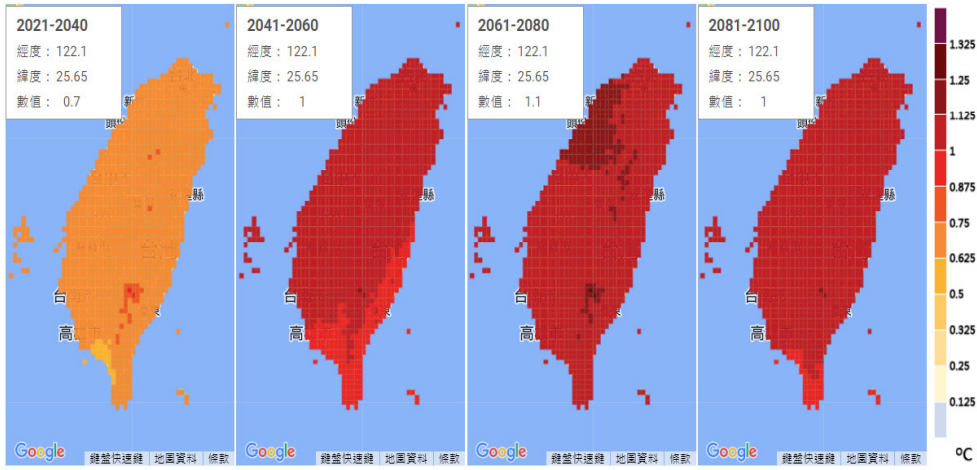 2021-2040
經度：122.1
緯度：25.65
數值： 0.7
新
台
高
Google
鍵盤快速鍵 地圖資料 條款
2041-2060
經度：122.1
緯度：25.65
數值： 1
新
縣
台
高
Google
鍵盤快速鍵 地圖資料 條款
2061-2080
經度：122.1
緯度：25.65
數值： 1.1
新
縣
台
高
Google
鍵盤快速鍵 地圖資料 條款
2081-2100
經度：122.1
緯度：25.65
數值： 1
新
縣
台
高
Google
鍵盤快速鍵 地圖資料 條款
1.325
1.25
1.125
1
0.875
0.75
0.625
0.5
0.325
0.25
0.125
°C